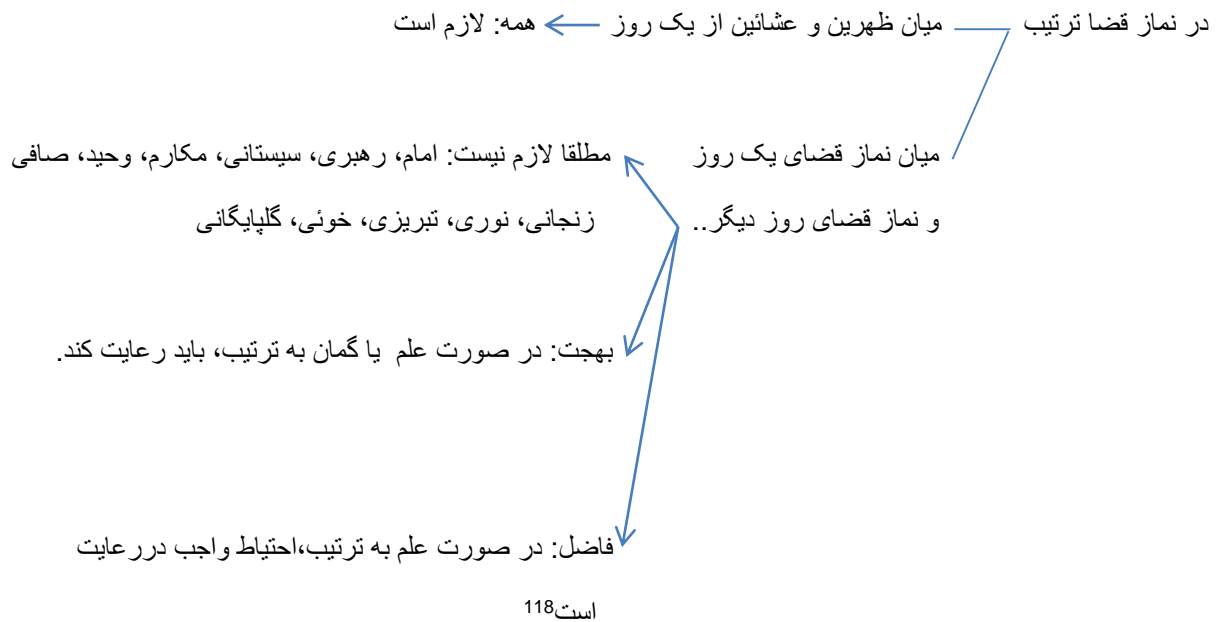 در نماز قضا ترتیب میان ظهرین و عشائین از یک روز همه: لازم است
میان نماز قضای یک روز مطلقا لازم نیست: امام، رهبری، سیستانی، مکارم، وحید، صافی
و نماز قضای روز دیگر.. زنجانی، نوری، تبریزی، خوئی، گلپایگانی
بهجت: در صورت علم یا گمان به ترتیب، باید رعایت کند.
فاضل: در صورت علم به ترتیب،احتیاط واجب دررعایت
است118